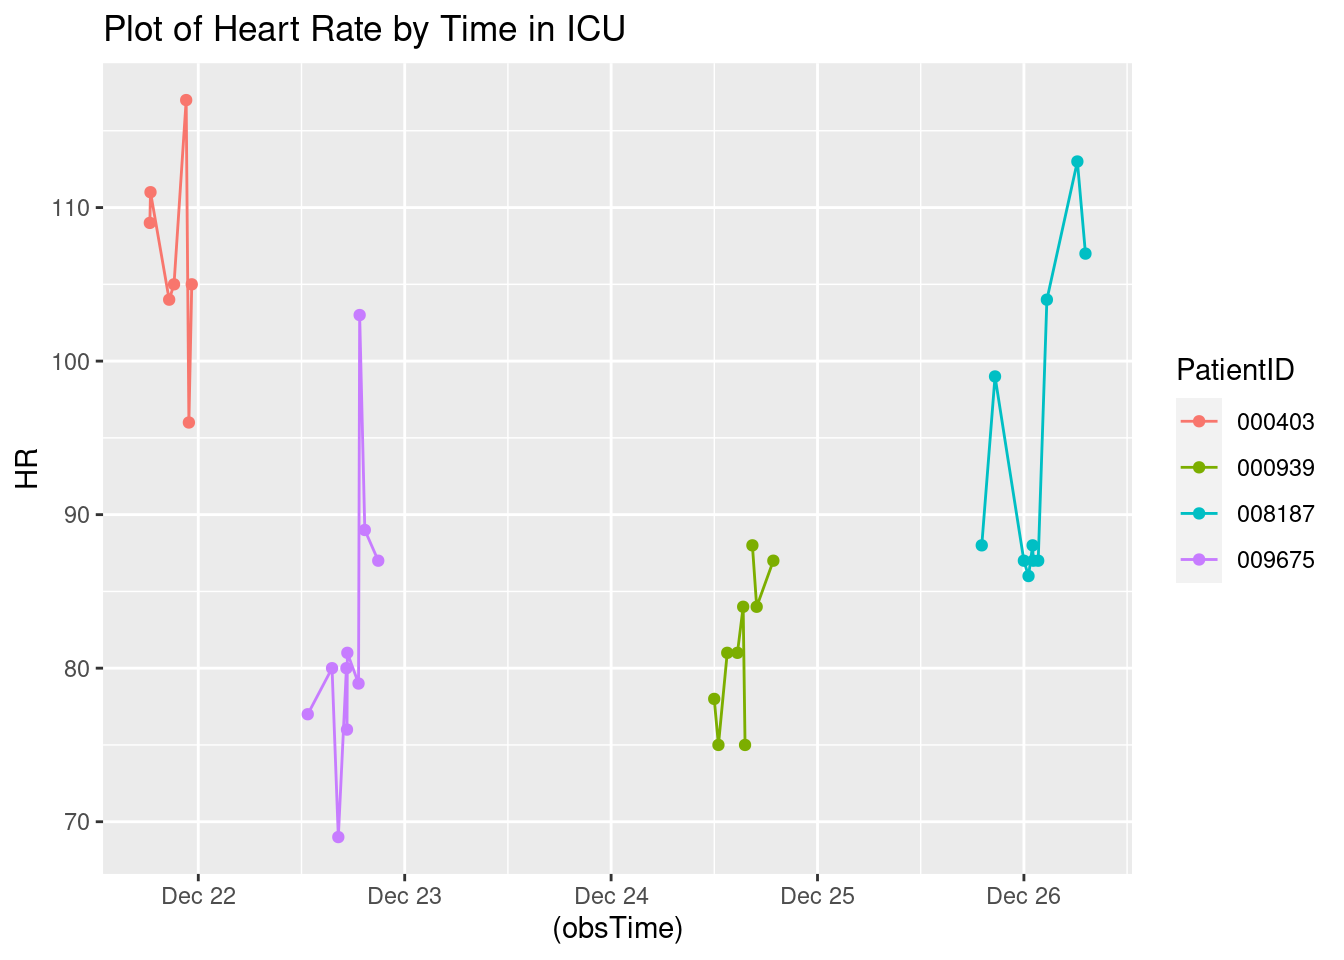 Plot of Heart Rate by Time in ICU
HR
110
100
90
80
70
Dec 22
Dec 23
Dec 24
Dec 25
Dec 26
(obsTime)
PatientID
000403
000939
008187
009675